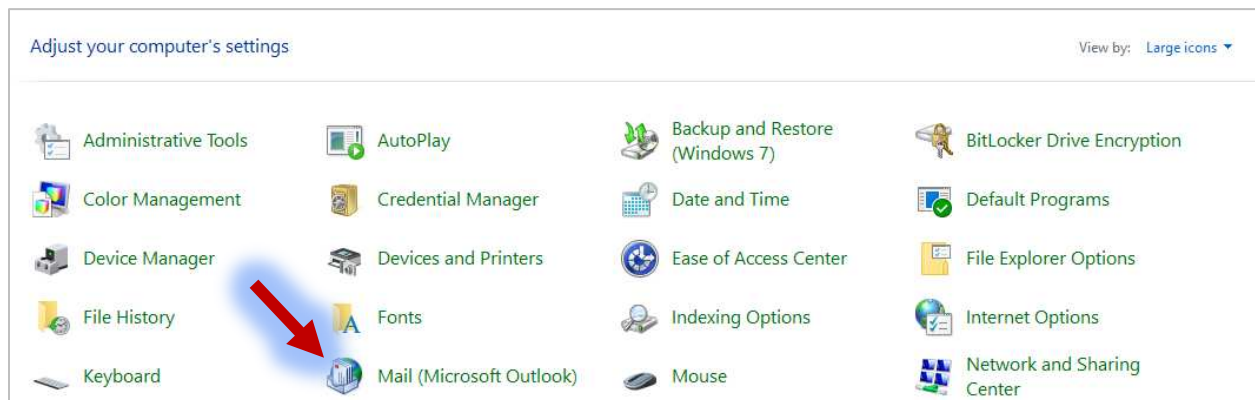 Adjust your computer's settings
View by: Large icons
Administrative Tools
AutoPlay
Backup and Restore
(Windows 7)
BitLocker Drive Encryption
Color Management
Credential Manager
Date and Time
Default Programs
Device Manager
Devices and Printers
Ease of Access Center
File Explorer Options
File History
Fonts
Indexing Options
Internet Options
Keyboard
Mail (Microsoft Outlook)
Mouse
Network and Sharing
Center